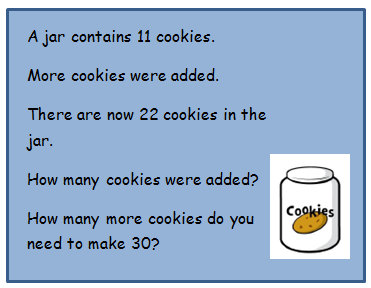 A jar contains 11 cookies.
More cookies were added.
There are now 22 cookies in the
jar.
How many cookies were added?
How many more cookies do you
need to make 30?
Cookies